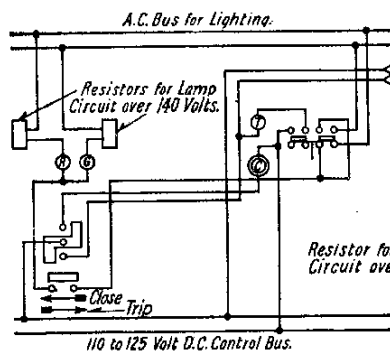 A.C. Bus for Lighting.
Resistors for Lamp
Circuit over 140 Volts.
R
G
T
C
Resistor fo
Circuit ove
Close
Trip
110 to 125 Volt D.C. Control Bus.